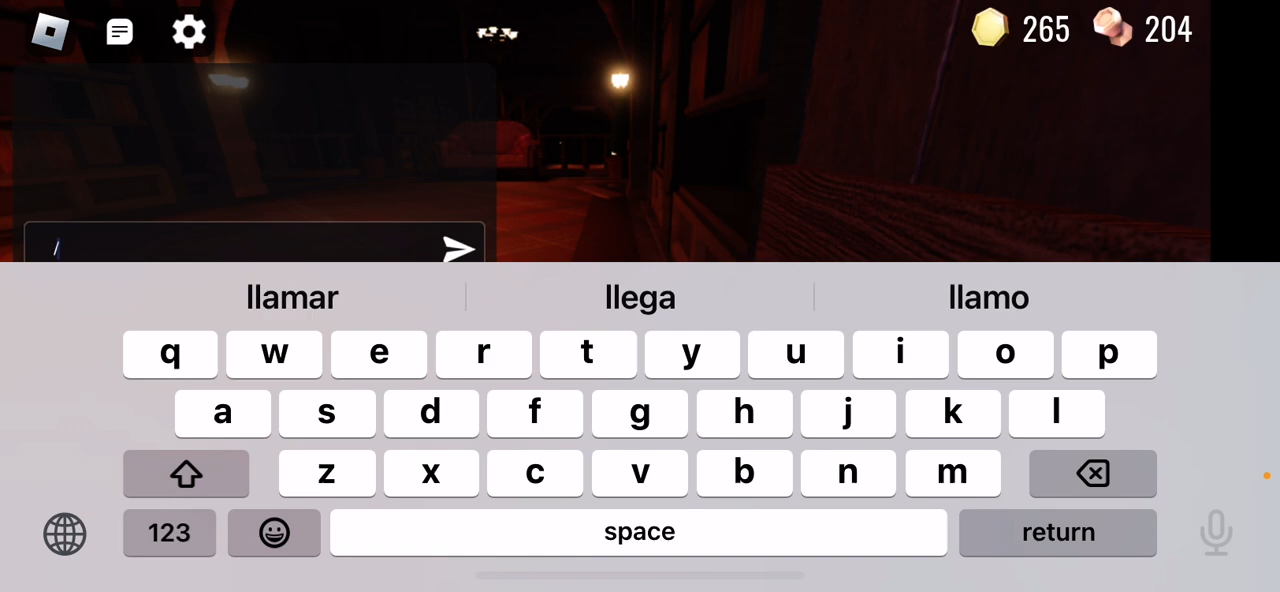 265 204
/
llamar llega llamo
q w e r t y u i o p
a s d f g h j k l
z x c v b n m
123 space return